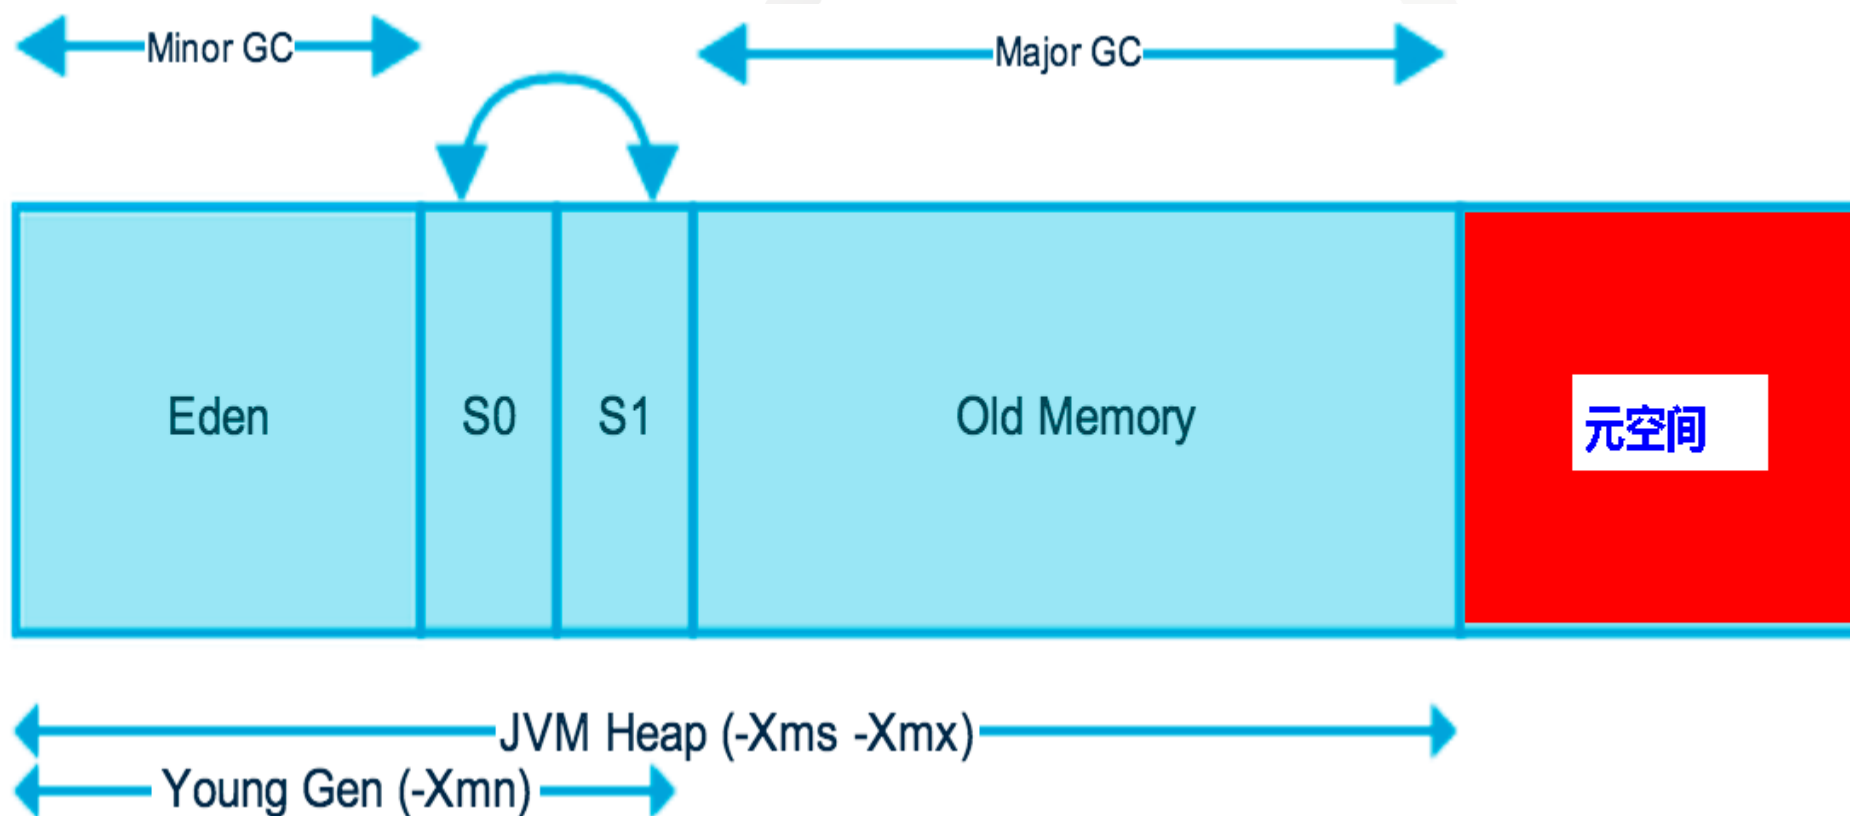 Minor GC
Major GC
Eden
S0
S1
Old Memory
元空间
JVM Heap (-Xms -Xmx)
Young Gen (-Xmn)